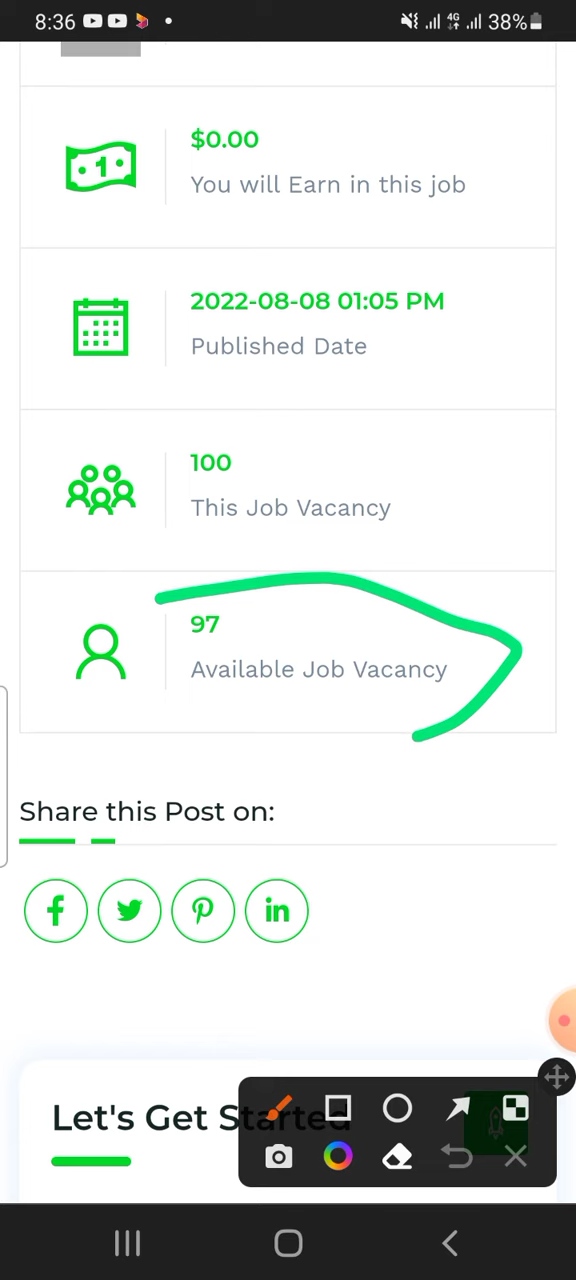 8:36
4G
38%
$0.00
You will Earn in this job
2022-08-08 01:05 PM
Published Date
100
This Job Vacancy
97
Available Job Vacancy
Share this Post on:
Let's Get Started